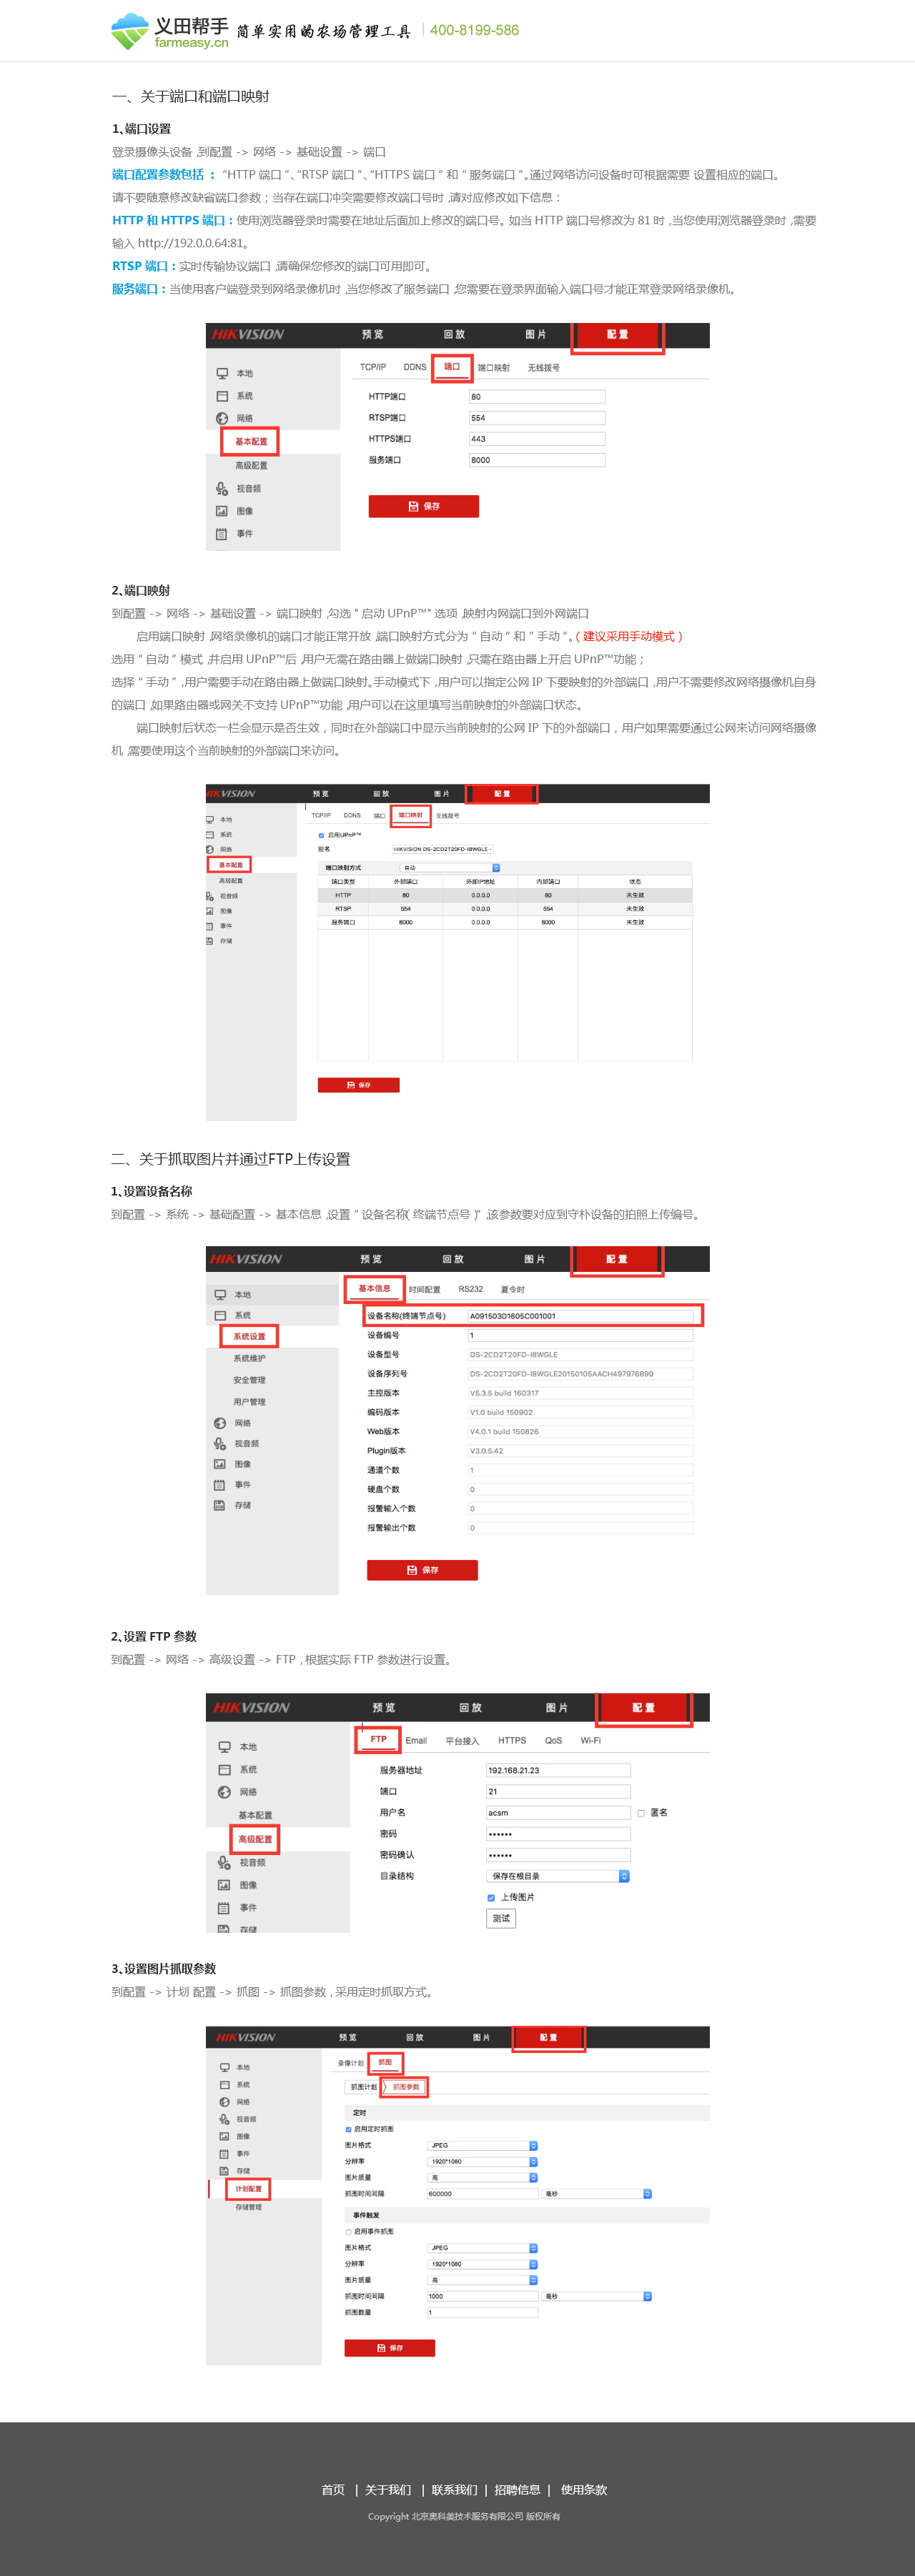 义田帮手
farmeasy.cn
简单实用的农场管理工具
400-8199-586
一、关于端口和端口映射
1、端口设置
登录摄像头设备 ,到配置 -> 网络 -> 基础设置 -> 端口
端口配置参数包括 : “HTTP 端口”、“RTSP 端口”、“HTTPS 端口” 和 “服务端口”。通过网络访问设备时可根据需要 设置相应的端口。
请不要随意修改缺省端口参数; 当存在端口冲突需要修改端口号时 ,请对应修改如下信息 :
HTTP 和 HTTPS 端口 : 使用浏览器登录时需要在地址后面加上修改的端口号。如当 HTTP 端口号修改为 81 时 ,当您使用浏览器登录时 ,需要
输入 http://192.0.0.64:81。
RTSP 端口 : 实时传输协议端口 ,请确保您修改的端口可用即可。
服务端口 : 当使用客户端登录到网络录像机时 ,当您修改了服务端口 ,您需要在登录界面输入端口号才能正常登录网络录像机。
HIKVISION 预览 回放 图片 配置
本地
系统
网络
基本配置
高级配置
视音频
图像
事件
TCP/IP DDNS 端口 端口映射 无线拨号
HTTP端口 80
RTSP端口 554
HTTPS端口 443
服务端口 8000
保存
2、端口映射
到配置 -> 网络 -> 基础设置 -> 端口映射 ,勾选 " 启动 UPnP™" 选项 ,映射内网端口到外网端口
启用端口映射 ,网络录像机的端口才能正常开放 ,端口映射方式分为 “ 自动 ” 和 “ 手动 ”。( 建议采用手动模式 )
选用 “ 自动 ” 模式 ,并启用 UPnP™后 ,用户无需在路由器上做端口映射 ,只需在路由器上开启 UPnP™功能 ;
选择 “ 手动 ” ,用户需要手动在路由器上做端口映射。手动模式下 ,用户可以指定公网 IP 下要映射的外部端口 ,用户不需要修改网络摄像机自身
的端口 ,如果路由器或网关不支持 UPnP™功能 ,用户可以在这里填写当前映射的外部端口状态。
端口映射后状态一栏会显示是否生效 , 同时在外部端口中显示当前映射的公网 IP 下的外部端口 , 用户如果需要通过公网来访问网络摄像
机 ,需要使用这个当前映射的外部端口来访问。
HIKVISION 预览 回放 图片 配置
本地
系统
网络
基本配置
高级配置
视音频
图像
事件
存储
TCP/IP DDNS 端口 端口映射 无线拨号
启用UPnP™
别名 HIKVISION DS-2CD2T20FD-I8WGLE -
端口映射方式 自动
端口类型 外部端口 外部IP地址 内部端口 状态
HTTP 80 0.0.0.0 80 未生效
RTSP 554 0.0.0.0 554 未生效
服务端口 8000 0.0.0.0 8000 未生效
保存
二、关于抓取图片并通过FTP上传设置
1、设置设备名称
到配置 -> 系统 -> 基础配置 -> 基本信息 ,设置 “ 设备名称( 终端节点号 )” ,该参数要对应到守朴设备的拍照上传编号。
HIKVISION 预览 回放 图片 配置
本地
系统
系统设置
系统维护
安全管理
用户管理
网络
视音频
图像
事件
存储
基本信息 时间配置 RS232 夏令时
设备名称(终端节点号) A091503D1605C001001
设备编号 1
设备型号 DS-2CD2T20FD-I8WGLE
设备序列号 DS-2CD2T20FD-I8WGLE20150105AACH497976899
主控版本 V5.3.5 build 160317
编码版本 V1.0 build 150902
Web版本 V4.0.1 build 150826
Plugin版本 V3.0.5.42
通道个数 1
硬盘个数 0
报警输入个数 0
报警输出个数 0
保存
2、设置 FTP 参数
到配置 -> 网络 -> 高级设置 -> FTP , 根据实际 FTP 参数进行设置。
HIKVISION 预览 回放 图片 配置
本地
系统
网络
基本配置
高级配置
视音频
图像
事件
存储
FTP Email 平台接入 HTTPS QoS Wi-Fi
服务器地址 192.168.21.23
端口 21
用户名 acsm 匿名
密码 ••••••
密码确认 ••••••
目录结构 保存在根目录
上传图片
测试
3、设置图片抓取参数
到配置 -> 计划 配置 -> 抓图 -> 抓图参数 , 采用定时抓取方式。
HIKVISION 预览 回放 图片 配置
本地
系统
网络
视音频
图像
事件
存储
计划配置
存储管理
录像计划 抓图
抓图计划 抓图参数
定时
启用定时抓图
图片格式 JPEG
分辨率 1920*1080
图片质量 高
抓图时间间隔 600000 毫秒
事件触发
启用事件抓图
图片格式 JPEG
分辨率 1920*1080
图片质量 高
抓图时间间隔 1000 毫秒
抓图数量 1
保存
首页 | 关于我们 | 联系我们 | 招聘信息 | 使用条款
Copyright 北京奥科美技术服务有限公司 版权所有